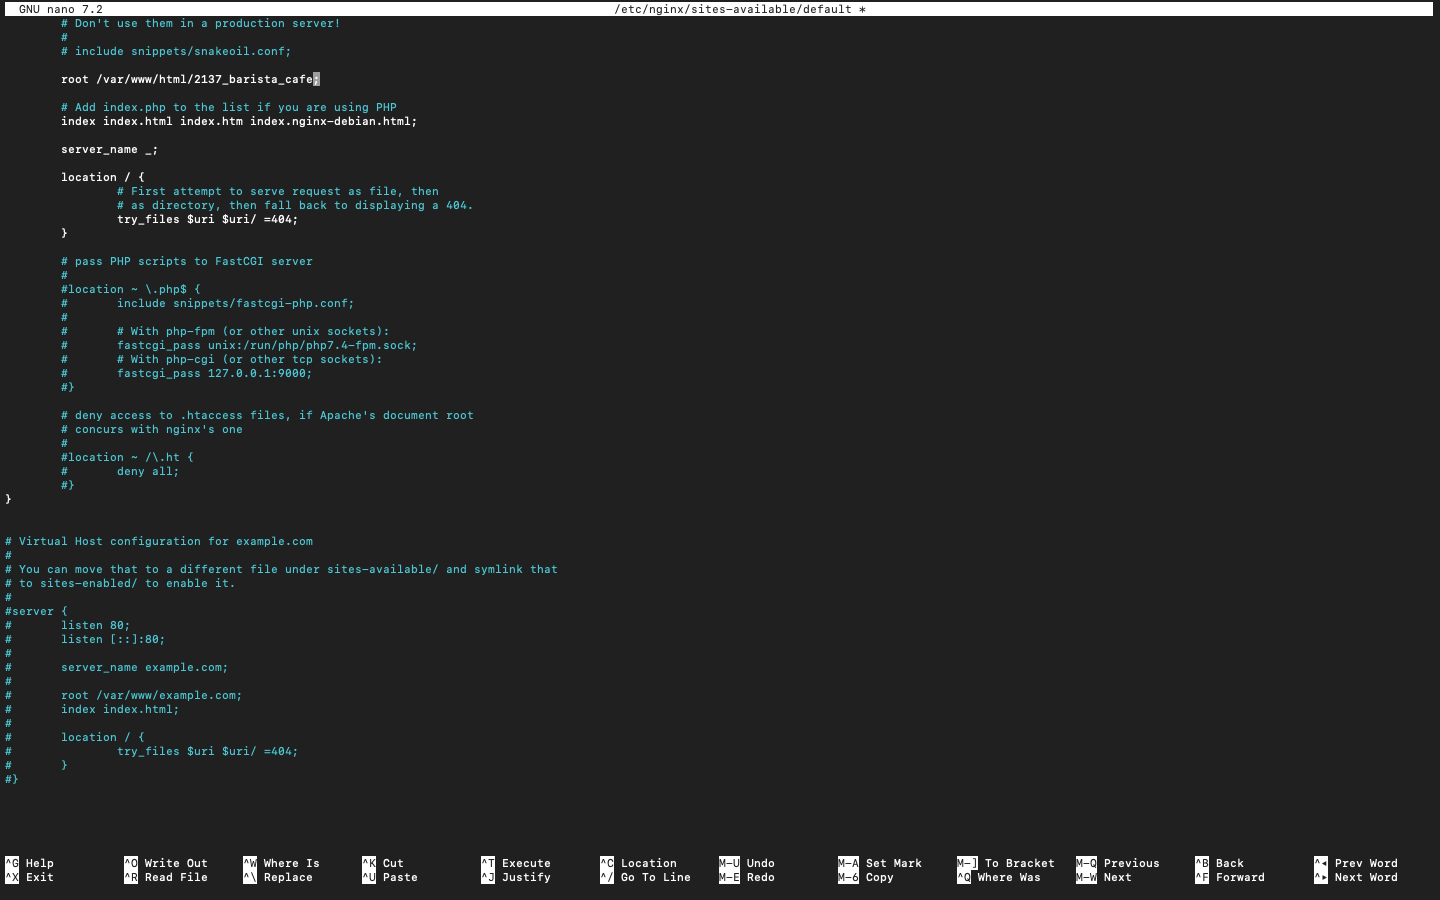 GNU nano 7.2 /etc/nginx/sites-available/default *
# Don't use them in a production server!
#
# include snippets/snakeoil.conf;
root /var/www/html/2137_barista_cafe;
# Add index.php to the list if you are using PHP
index index.html index.htm index.nginx-debian.html;
server_name _;
location / {
# First attempt to serve request as file, then
# as directory, then fall back to displaying a 404.
try_files $uri $uri/ =404;
}
# pass PHP scripts to FastCGI server
#
#location ~ \.php$ {
#       include snippets/fastcgi-php.conf;
#
#       # With php-fpm (or other unix sockets):
#       fastcgi_pass unix:/run/php/php7.4-fpm.sock;
#       # With php-cgi (or other tcp sockets):
#       fastcgi_pass 127.0.0.1:9000;
#}
# deny access to .htaccess files, if Apache's document root
# concurs with nginx's one
#
#location ~ /\.ht {
#       deny all;
#}
}
# Virtual Host configuration for example.com
#
# You can move that to a different file under sites-available/ and symlink that
# to sites-enabled/ to enable it.
#
#server {
#       listen 80;
#       listen [::]:80;
#
#       server_name example.com;
#
#       root /var/www/example.com;
#       index index.html;
#
#       location / {
#               try_files $uri $uri/ =404;
#       }
#}
^G Help ^O Write Out ^W Where Is ^K Cut ^T Execute ^C Location M-U Undo M-A Set Mark M-] To Bracket M-Q Previous ^B Back ^◂ Prev Word
^X Exit ^R Read File ^\ Replace ^U Paste ^J Justify ^/ Go To Line M-E Redo M-6 Copy ^Q Where Was M-W Next ^F Forward ^▸ Next Word